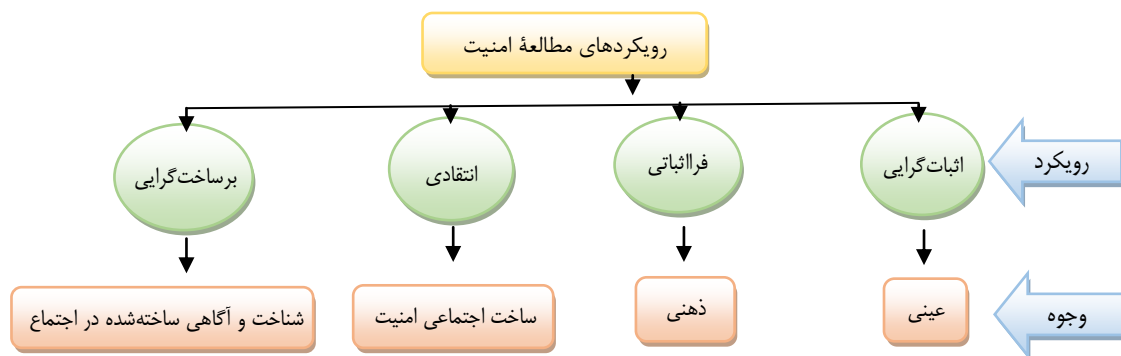 رویکردهای مطالعهٔ امنیت
رویکرد
اثبات‌گرایی
فرااثباتی
انتقادی
برساخت‌گرایی
وجوه
عینی
ذهنی
ساخت اجتماعی امنیت
شناخت و آگاهی ساخته‌شده در اجتماع